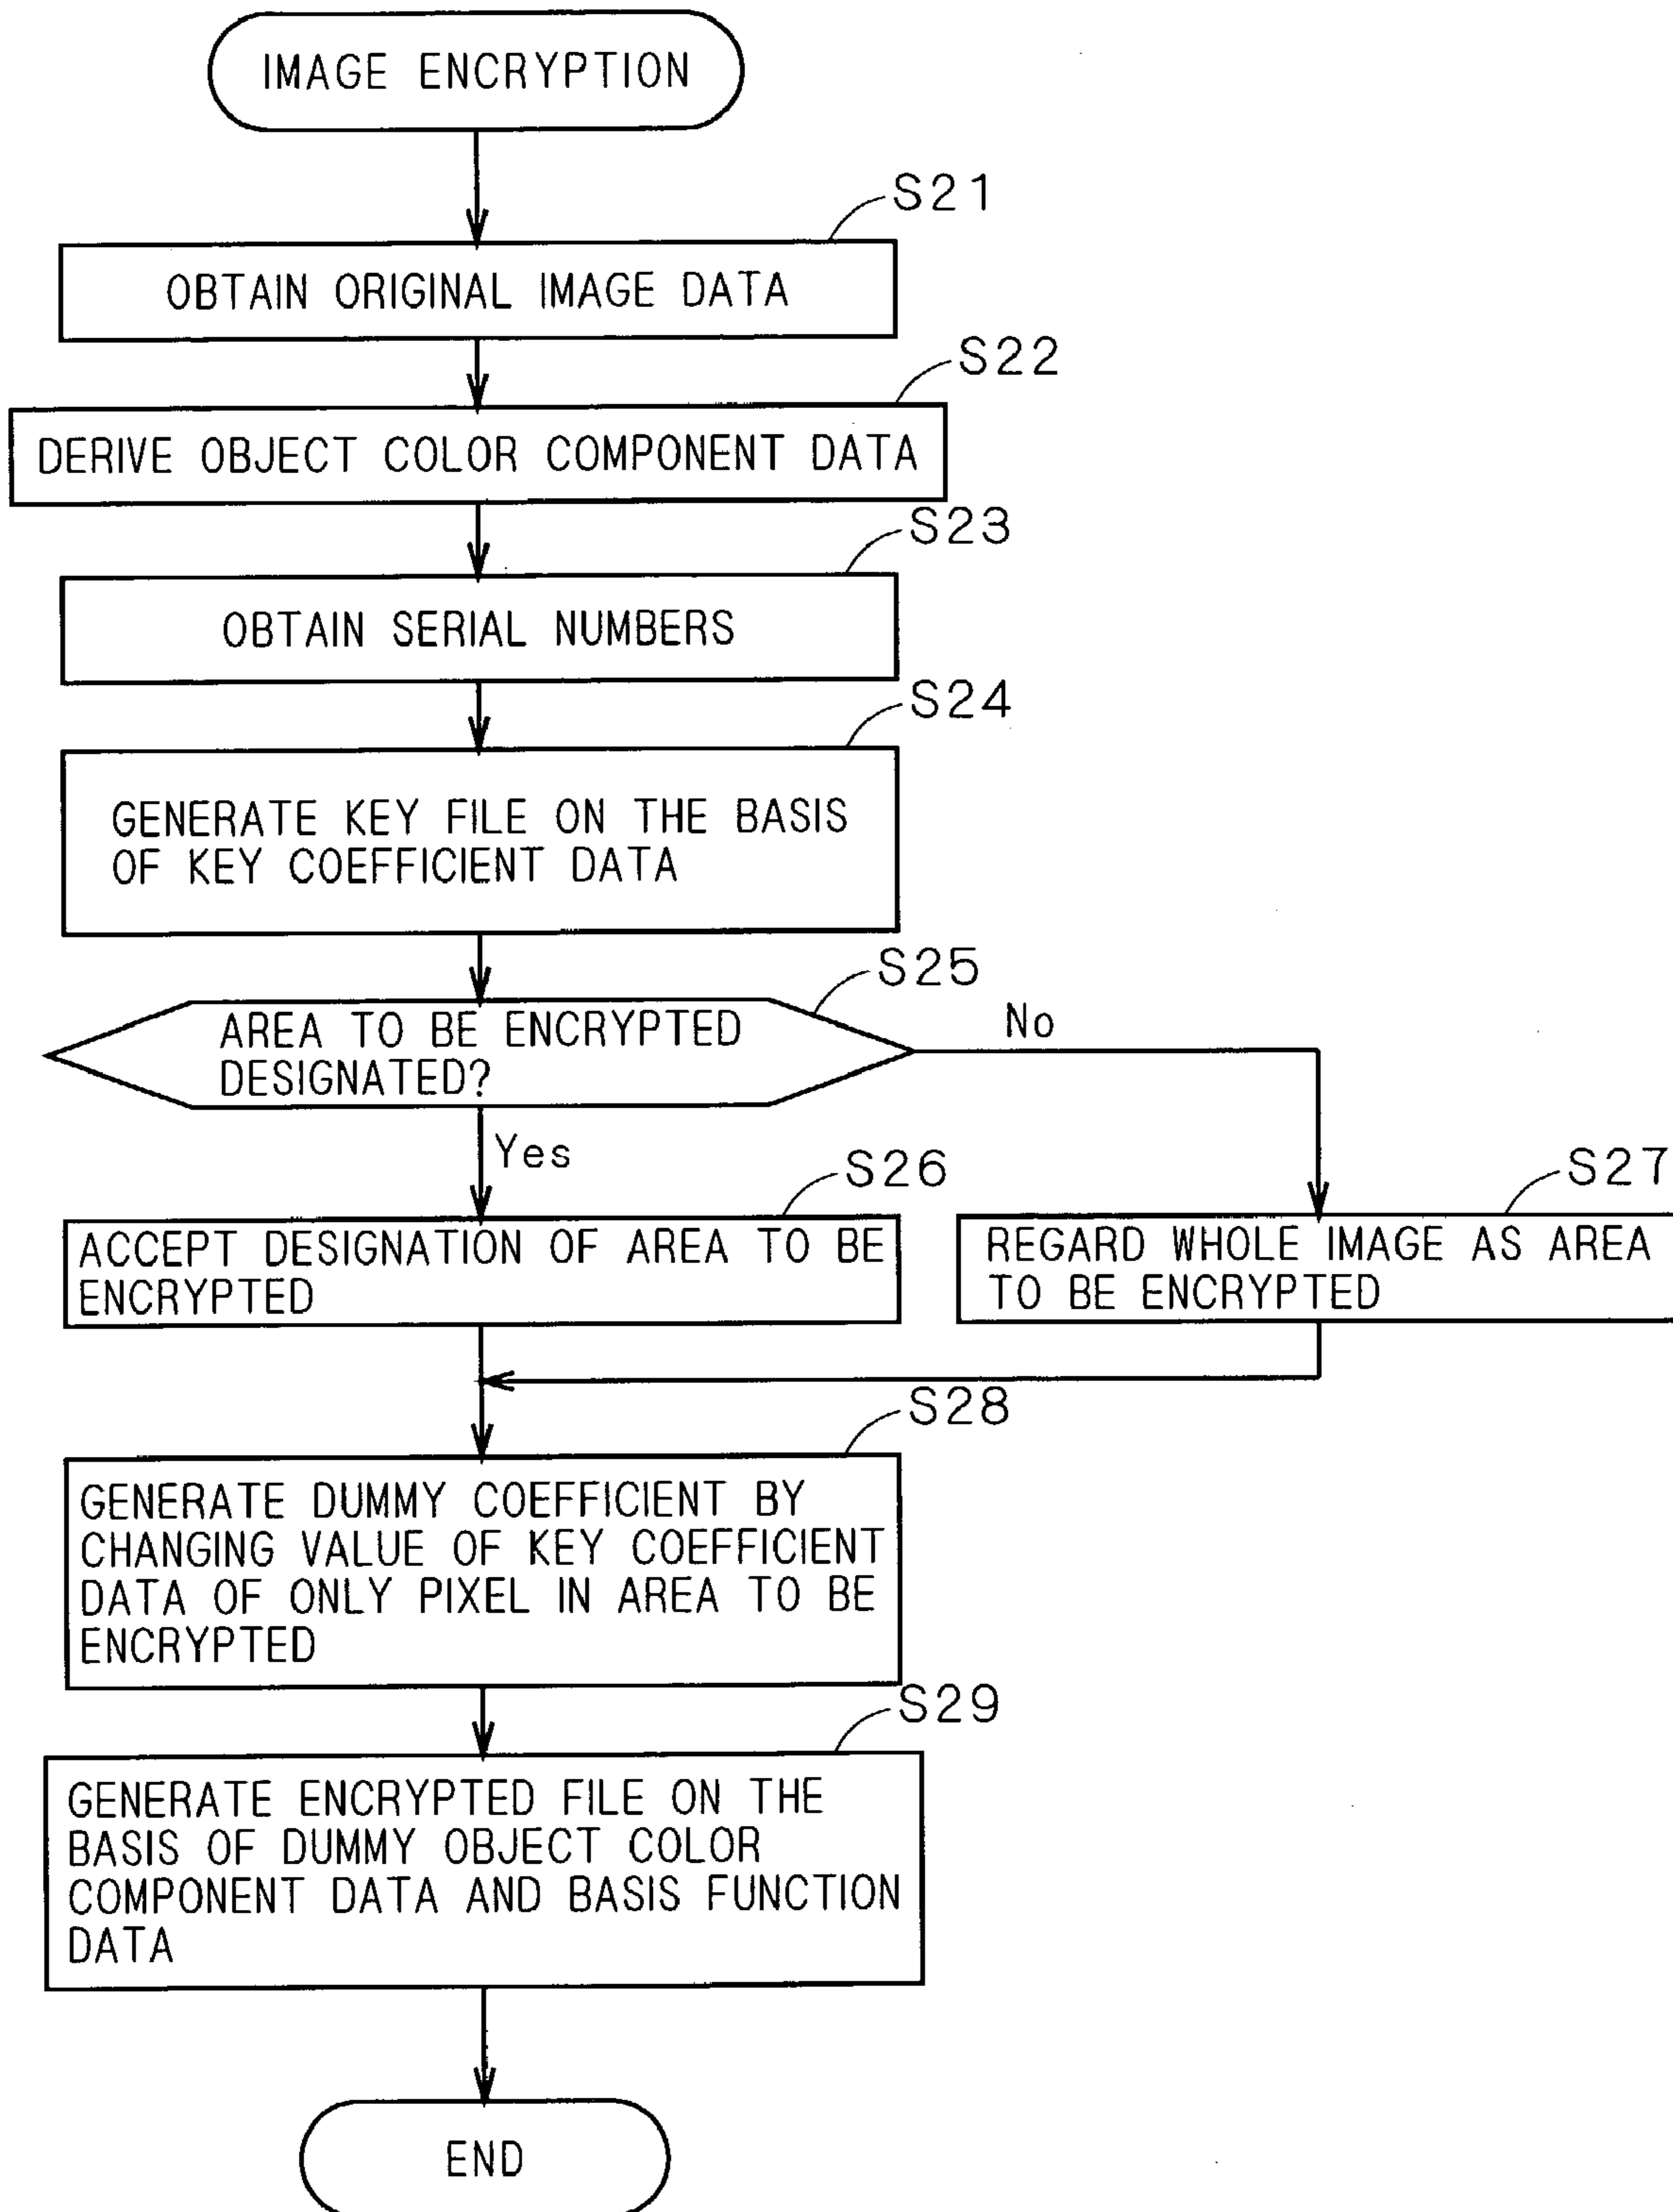 IMAGE ENCRYPTION
S21
OBTAIN ORIGINAL IMAGE DATA
S22
DERIVE OBJECT COLOR COMPONENT DATA
S23
OBTAIN SERIAL NUMBERS
S24
GENERATE KEY FILE ON THE BASIS
OF KEY COEFFICIENT DATA
S25
AREA TO BE ENCRYPTED
DESIGNATED?
No
Yes
S26
ACCEPT DESIGNATION OF AREA TO BE
ENCRYPTED
S27
REGARD WHOLE IMAGE AS AREA
TO BE ENCRYPTED
S28
GENERATE DUMMY COEFFICIENT BY
CHANGING VALUE OF KEY COEFFICIENT
DATA OF ONLY PIXEL IN AREA TO BE
ENCRYPTED
S29
GENERATE ENCRYPTED FILE ON THE
BASIS OF DUMMY OBJECT COLOR
COMPONENT DATA AND BASIS FUNCTION
DATA
END